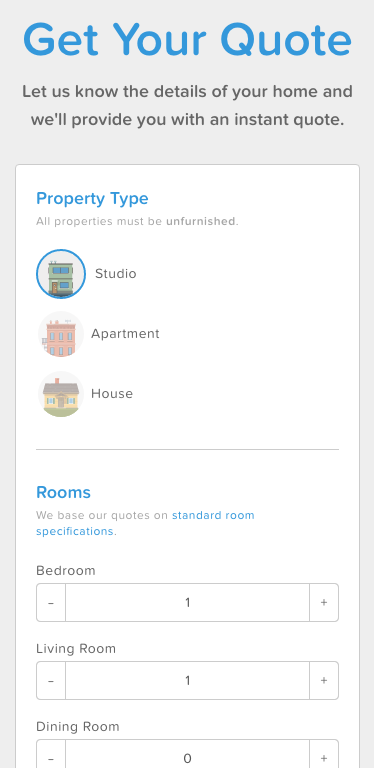 Get Your Quote
Let us know the details of your home and
we'll provide you with an instant quote.
Property Type
All properties must be unfurnished.
Studio
Apartment
House
Rooms
We base our quotes on standard room
specifications.
Bedroom
- 1 +
Living Room
- 1 +
Dining Room
- 0 +